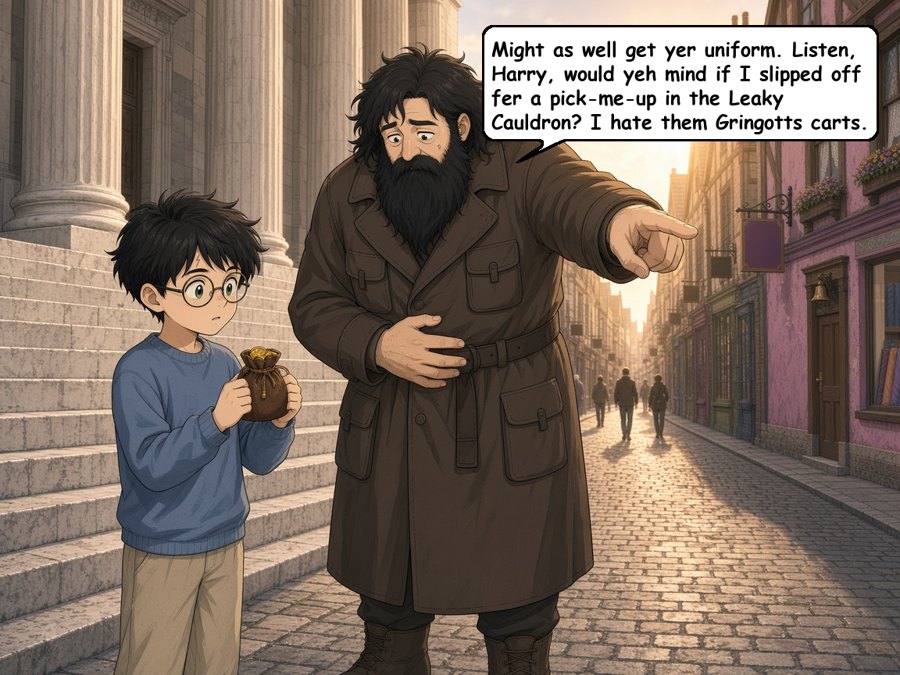 Might as well get yer uniform. Listen,
Harry, would yeh mind if I slipped off
fer a pick-me-up in the Leaky
Cauldron? I hate them Gringotts carts.